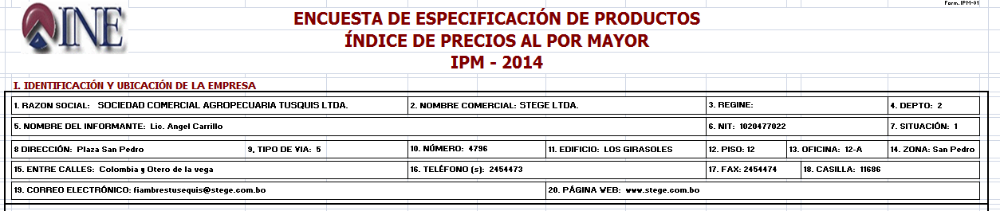 Form. IPM-01
INE
ENCUESTA DE ESPECIFICACIÓN DE PRODUCTOS
ÍNDICE DE PRECIOS AL POR MAYOR
IPM - 2014
I. IDENTIFICACIÓN Y UBICACIÓN DE LA EMPRESA
1. RAZON SOCIAL: SOCIEDAD COMERCIAL AGROPECUARIA TUSQUIS LTDA. 2. NOMBRE COMERCIAL: STEGE LTDA. 3. REGINE: 4. DEPTO: 2
5. NOMBRE DEL INFORMANTE: Lic. Angel Carrillo 6. NIT: 1020477022 7. SITUACIÓN: 1
8 DIRECCIÓN: Plaza San Pedro 9, TIPO DE VIA: 5 10. NÚMERO: 4796 11. EDIFICIO: LOS GIRASOLES 12. PISO: 12 13. OFICINA: 12-A 14. ZONA: San Pedro
15. ENTRE CALLES: Colombia y Otero de la vega 16. TELÉFONO (s): 2454473 17. FAX: 2454474 18. CASILLA: 11686
19. CORREO ELECTRÓNICO: fiambrestusequis@stege.com.bo 20. PÁGINA WEB: www.stege.com.bo